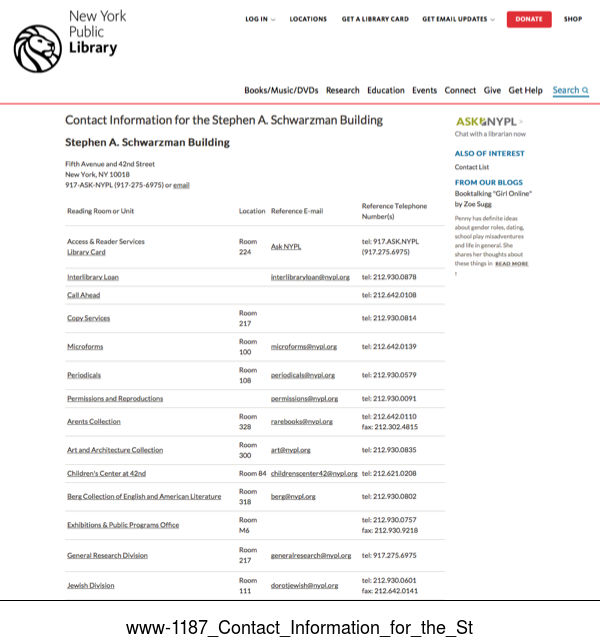 New York
Public
Library
LOG IN
LOCATIONS
GET A LIBRARY CARD
GET EMAIL UPDATES
DONATE
SHOP
Books/Music/DVDs Research Education Events Connect Give Get Help Search
Contact Information for the Stephen A. Schwarzman Building
Stephen A. Schwarzman Building
Fifth Avenue and 42nd Street
New York, NY 10018
917-ASK-NYPL (917-275-6975) or email
Reading Room or Unit Location Reference E-mail Reference Telephone Number(s)
Access & Reader Services
Library Card Room 224 Ask NYPL tel: 917.ASK.NYPL (917.275.6975)
Interlibrary Loan interlibraryloan@nypl.org tel: 212.930.0878
Call Ahead tel: 212.642.0108
Copy Services Room 217 tel: 212.930.0814
Microforms Room 100 microforms@nypl.org tel: 212.642.0139
Periodicals Room 108 periodicals@nypl.org tel: 212.930.0579
Permissions and Reproductions permissions@nypl.org tel: 212.930.0091
Arents Collection Room 328 rarebooks@nypl.org tel: 212.642.0110 fax: 212.302.4815
Art and Architecture Collection Room 300 art@nypl.org tel: 212.930.0835
Children's Center at 42nd Room 84 childrenscenter42@nypl.org tel: 212.621.0208
Berg Collection of English and American Literature Room 318 berg@nypl.org tel: 212.930.0802
Exhibitions & Public Programs Office Room M6 tel: 212.930.0757 fax: 212.930.9218
General Research Division Room 217 generalresearch@nypl.org tel: 917.275.6975
Jewish Division Room 111 dorotjewish@nypl.org tel: 212.930.0601 fax: 212.642.0141
ASK NYPL
Chat with a librarian now
ALSO OF INTEREST
Contact List
FROM OUR BLOGS
Booktalking "Girl Online"
by Zoe Sugg
Penny has definite ideas
about gender roles, dating,
school play misadventures
and life in general. She
shares her thoughts about
these things in READ MORE
www-1187_Contact_Information_for_the_St